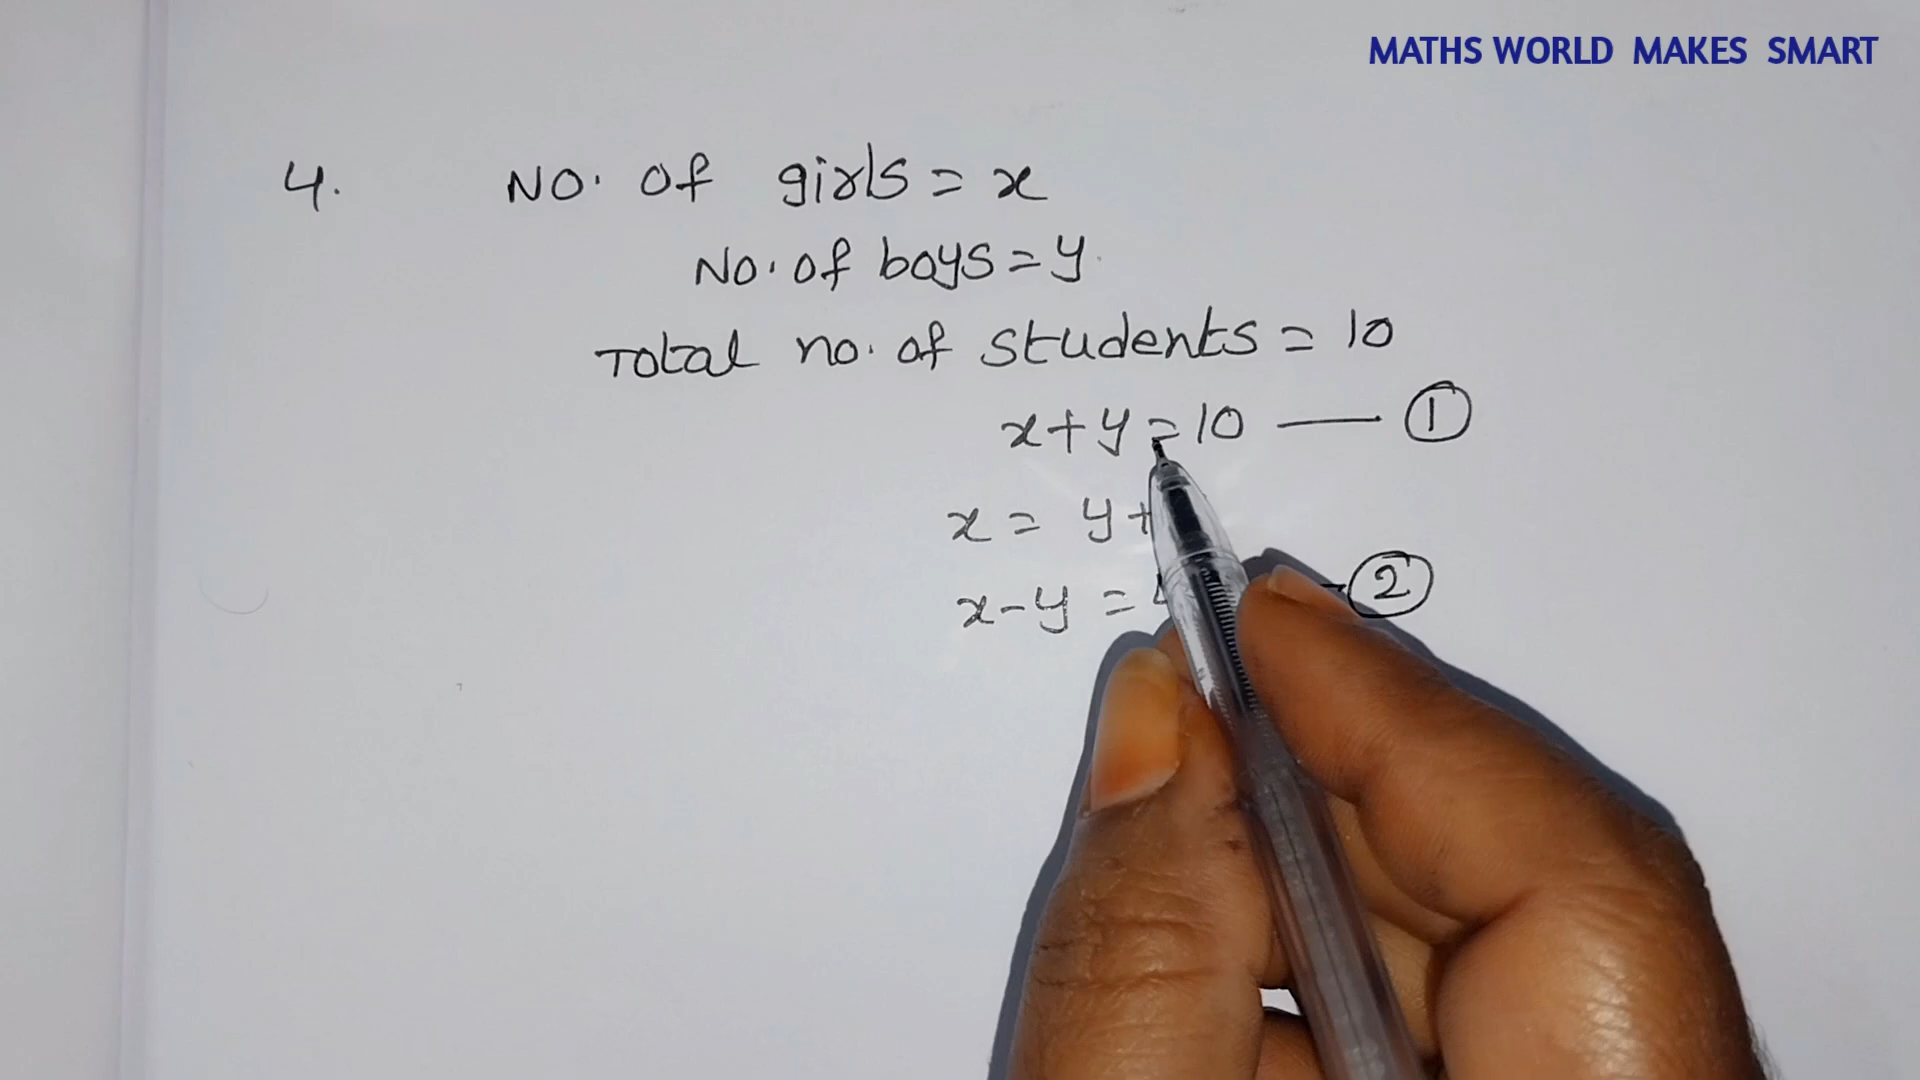 MATHS WORLD MAKES SMART
4. NO. of girls = x
No. of boys = y.
Total no. of students = 10
x + y = 10 —— ①
x = y +
x - y = - ②